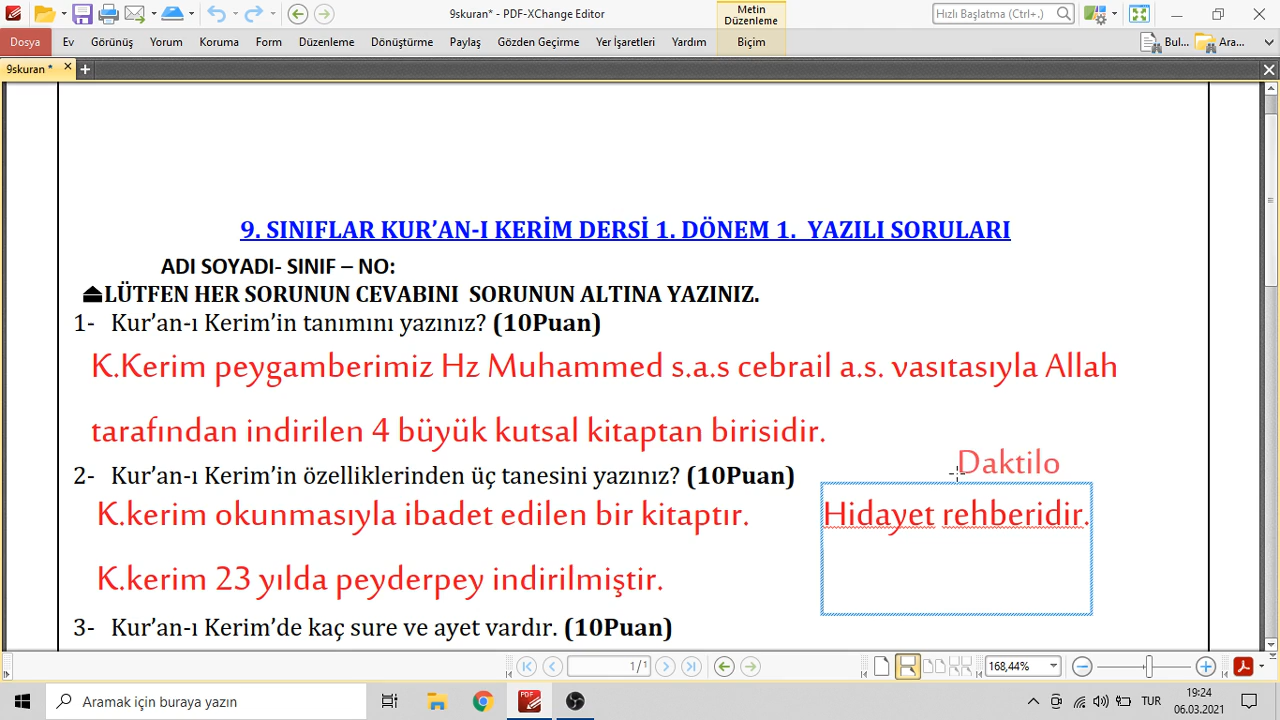 9skuran* - PDF-XChange Editor
Metin Düzenleme
Hızlı Başlatma (Ctrl+.)
Dosya Ev Görünüş Yorum Koruma Form Düzenleme Dönüştürme Paylaş Gözden Geçirme Yer İşaretleri Yardım Biçim Bul... Ara...
9skuran *
9. SINIFLAR KUR’AN-I KERİM DERSİ 1. DÖNEM 1. YAZILI SORULARI
ADI SOYADI- SINIF – NO:
⏏LÜTFEN HER SORUNUN CEVABINI SORUNUN ALTINA YAZINIZ.
1- Kur’an-ı Kerim’in tanımını yazınız? (10Puan)
K.Kerim peygamberimiz Hz Muhammed s.a.s cebrail a.s. vasıtasıyla Allah
tarafından indirilen 4 büyük kutsal kitaptan birisidir.
Daktilo
2- Kur’an-ı Kerim’in özelliklerinden üç tanesini yazınız? (10Puan)
K.kerim okunmasıyla ibadet edilen bir kitaptır. Hidayet rehberidir.
K.kerim 23 yılda peyderpey indirilmiştir.
3- Kur’an-ı Kerim’de kaç sure ve ayet vardır. (10Puan)
1/1 168,44%
PDF
Aramak için buraya yazın
TUR
19:24
06.03.2021